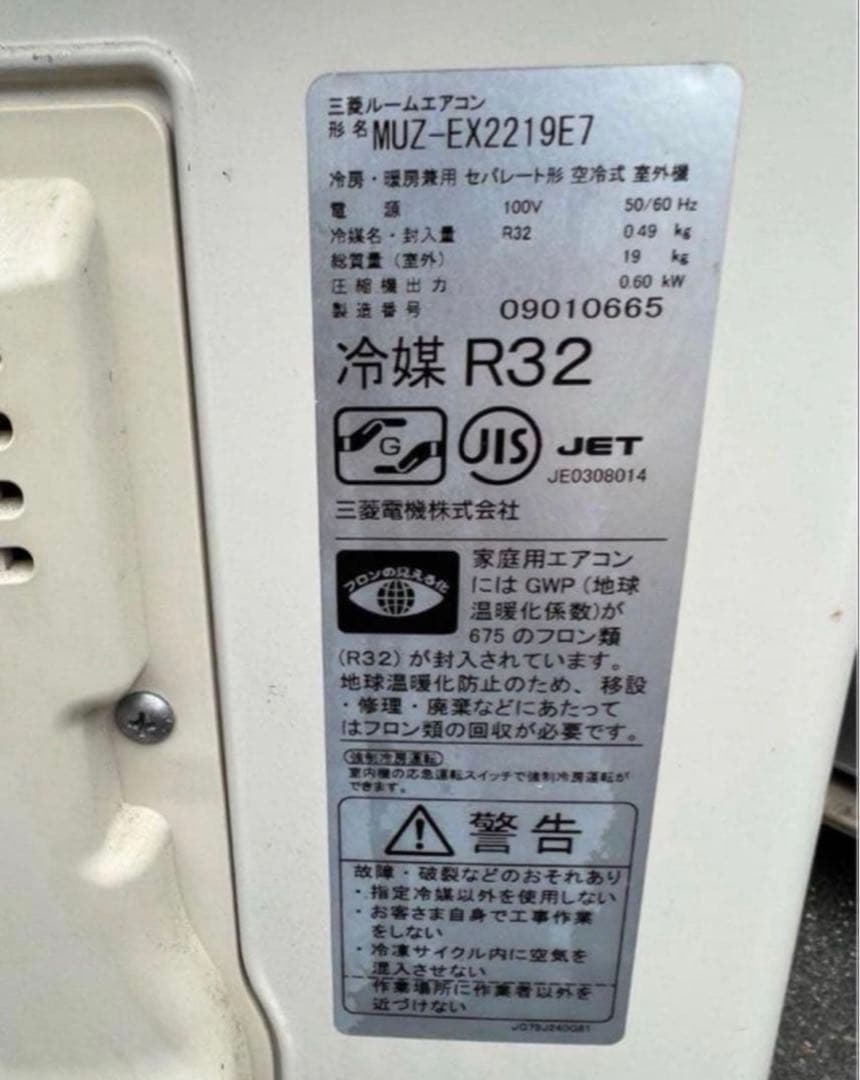 三菱ルームエアコン
形名 MUZ-EX2219E7
冷房・暖房兼用 セパレート形 空冷式 室外機
電源 100V 50/60 Hz
冷媒名・封入量 R32 0.49 kg
総質量(室外) 19 kg
圧縮機出力 0.60 kW
製造番号 09010665
冷媒 R32
G
JIS JET
JE0308014
三菱電機株式会社
フロンの見える化
家庭用エアコン
には GWP(地球
温暖化係数)が
675 のフロン類
(R32)が封入されています。
地球温暖化防止のため、移設
・修理・廃棄などにあたって
はフロン類の回収が必要です。
強制冷房運転
室内機の応急運転スイッチで強制冷房運転が
できます。
警告
故障・破裂などのおそれあり
・指定冷媒以外を使用しない
・お客さま自身で工事作業
をしない
・冷凍サイクル内に空気を
混入させない
作業場所に作業者以外を
近づけない